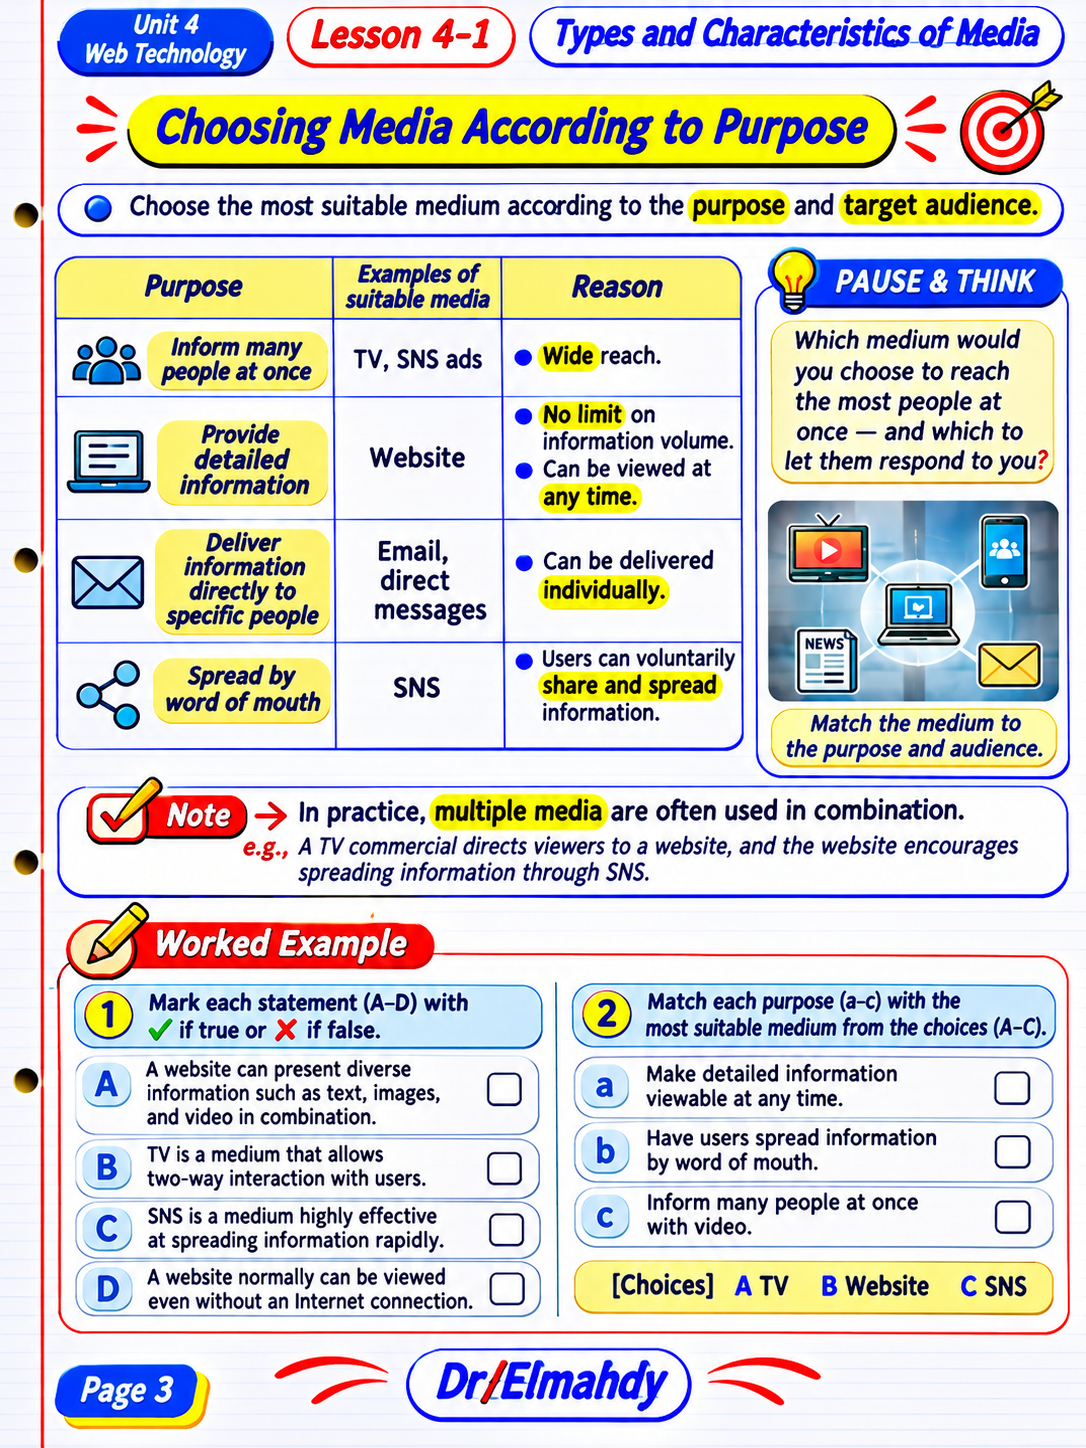 Unit 4
Web Technology
Lesson 4-1
Types and Characteristics of Media
Choosing Media According to Purpose
Choose the most suitable medium according to the purpose and target audience.
Purpose
Examples of
suitable media
Reason
Inform many
people at once
TV, SNS ads
Wide reach.
Provide
detailed
information
Website
No limit on
information volume.
Can be viewed at
any time.
Deliver
information
directly to
specific people
Email,
direct
messages
Can be delivered
individually.
Spread by
word of mouth
SNS
Users can voluntarily
share and spread
information.
PAUSE & THINK
Which medium would
you choose to reach
the most people at
once — and which to
let them respond to you?
NEWS
Match the medium to
the purpose and audience.
Note → In practice, multiple media are often used in combination.
e.g., A TV commercial directs viewers to a website, and the website encourages
spreading information through SNS.
Worked Example
1 Mark each statement (A–D) with
✓ if true or ✗ if false.
A A website can present diverse
information such as text, images,
and video in combination.
B TV is a medium that allows
two-way interaction with users.
C SNS is a medium highly effective
at spreading information rapidly.
D A website normally can be viewed
even without an Internet connection.
2 Match each purpose (a–c) with the
most suitable medium from the choices (A–C).
a Make detailed information
viewable at any time.
b Have users spread information
by word of mouth.
c Inform many people at once
with video.
[Choices] A TV B Website C SNS
Page 3
Dr/Elmahdy